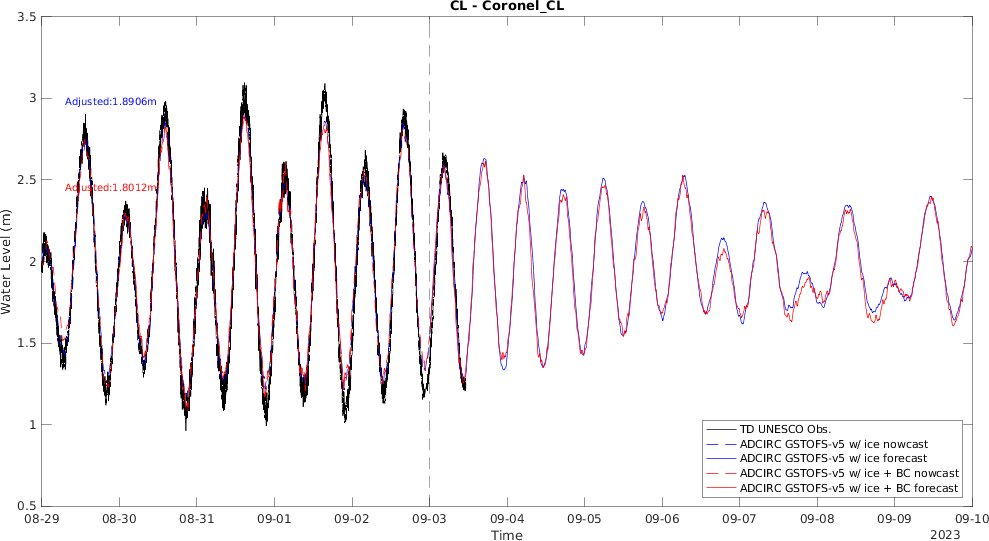 CL - Coronel_CL
3.5
3
2.5
2
1.5
1
0.5
Water Level (m)
Adjusted:1.8906m
Adjusted:1.8012m
TD UNESCO Obs.
ADCIRC GSTOFS-v5 w/ ice nowcast
ADCIRC GSTOFS-v5 w/ ice forecast
ADCIRC GSTOFS-v5 w/ ice + BC nowcast
ADCIRC GSTOFS-v5 w/ ice + BC forecast
08-29 08-30 08-31 09-01 09-02 09-03 09-04 09-05 09-06 09-07 09-08 09-09 09-10
Time
2023